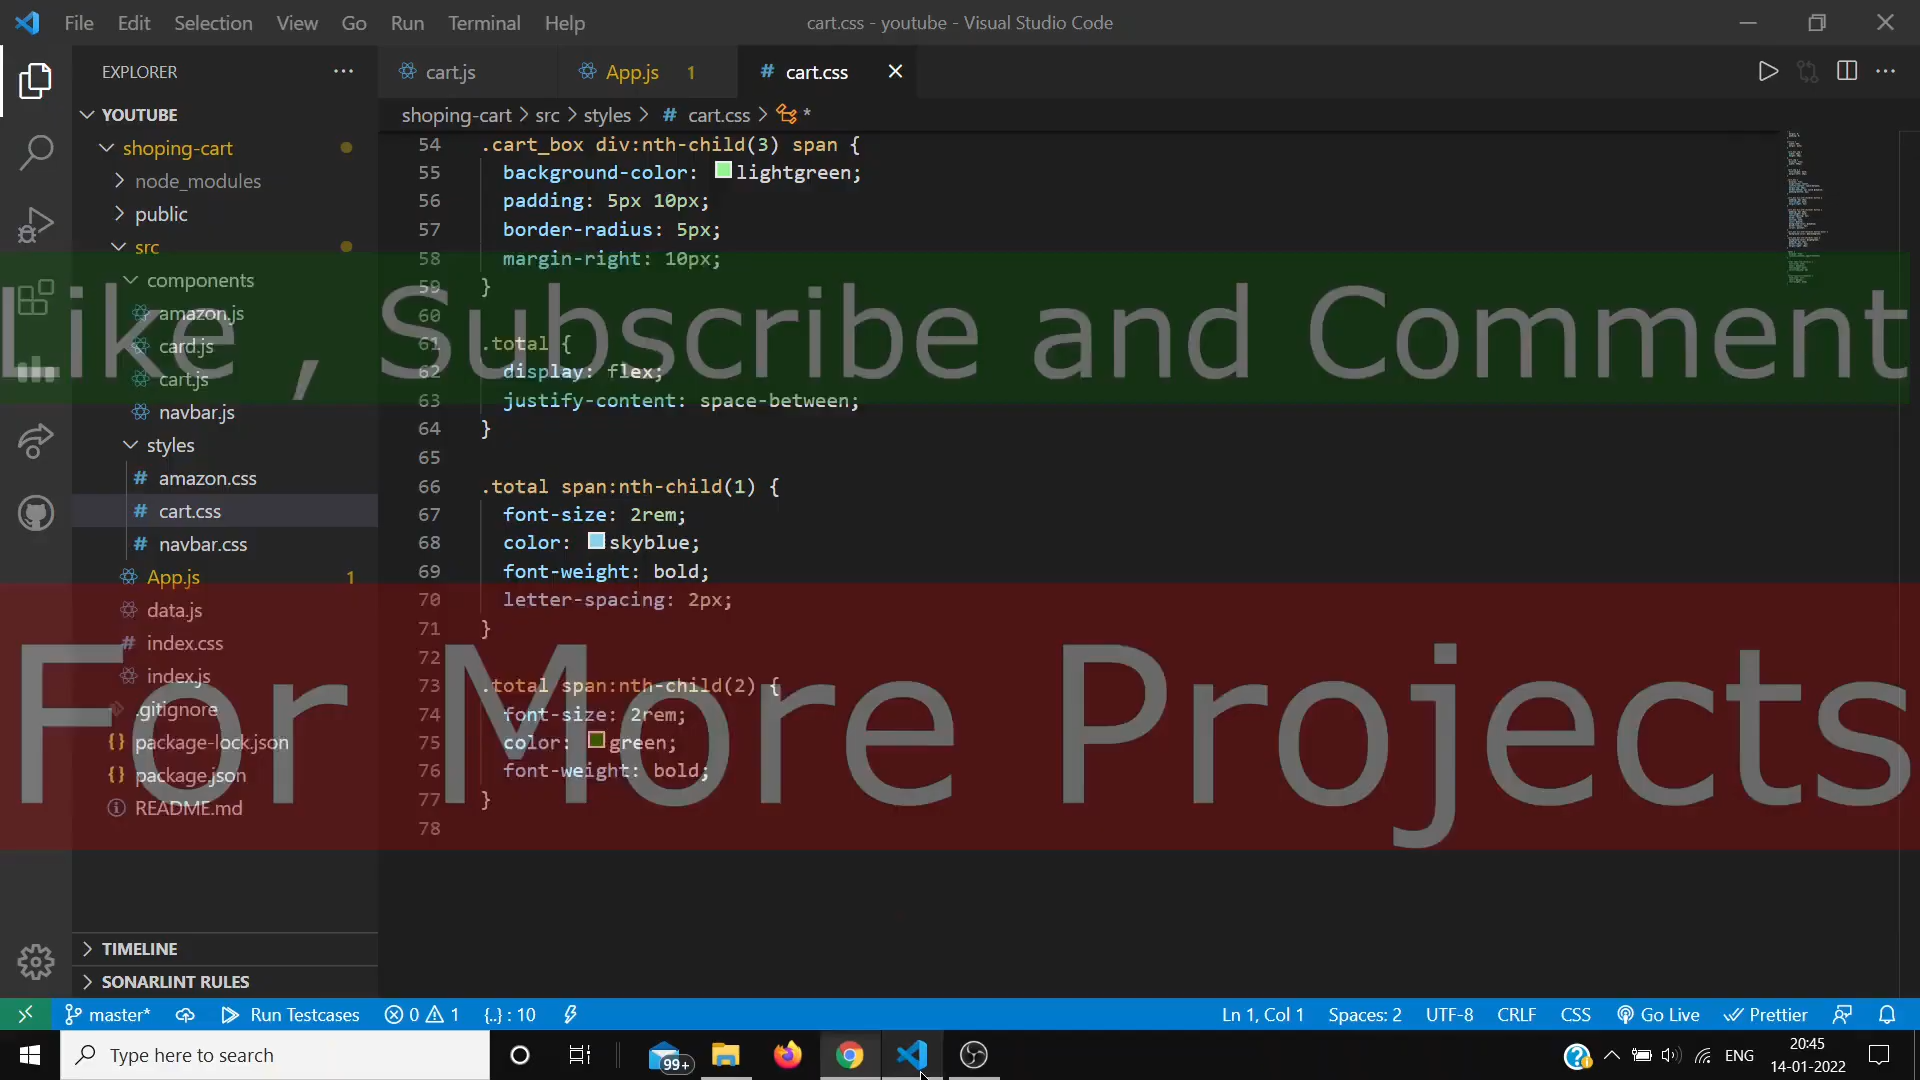 File Edit Selection View Go Run Terminal Help
cart.css - youtube - Visual Studio Code
EXPLORER
cart.js
App.js 1
# cart.css
YOUTUBE
shoping-cart > src > styles > # cart.css > *
shoping-cart
node_modules
public
src
components
amazon.js
card.js
cart.js
navbar.js
styles
# amazon.css
# cart.css
# navbar.css
App.js 1
data.js
# index.css
index.js
.gitignore
{} package-lock.json
{} package.json
README.md
TIMELINE
SONARLINT RULES
54 .cart_box div:nth-child(3) span {
55 background-color: lightgreen;
56 padding: 5px 10px;
57 border-radius: 5px;
58 margin-right: 10px;
59 }
60
61 .total {
62 display: flex;
63 justify-content: space-between;
64 }
65
66 .total span:nth-child(1) {
67 font-size: 2rem;
68 color: skyblue;
69 font-weight: bold;
70 letter-spacing: 2px;
71 }
72
73 .total span:nth-child(2) {
74 font-size: 2rem;
75 color: green;
76 font-weight: bold;
77 }
78
Like , Subscribe and Comment
For More Projects
master* Run Testcases 0 1 {..} : 10
Ln 1, Col 1 Spaces: 2 UTF-8 CRLF CSS Go Live Prettier
Type here to search
99+
ENG
20:45
14-01-2022